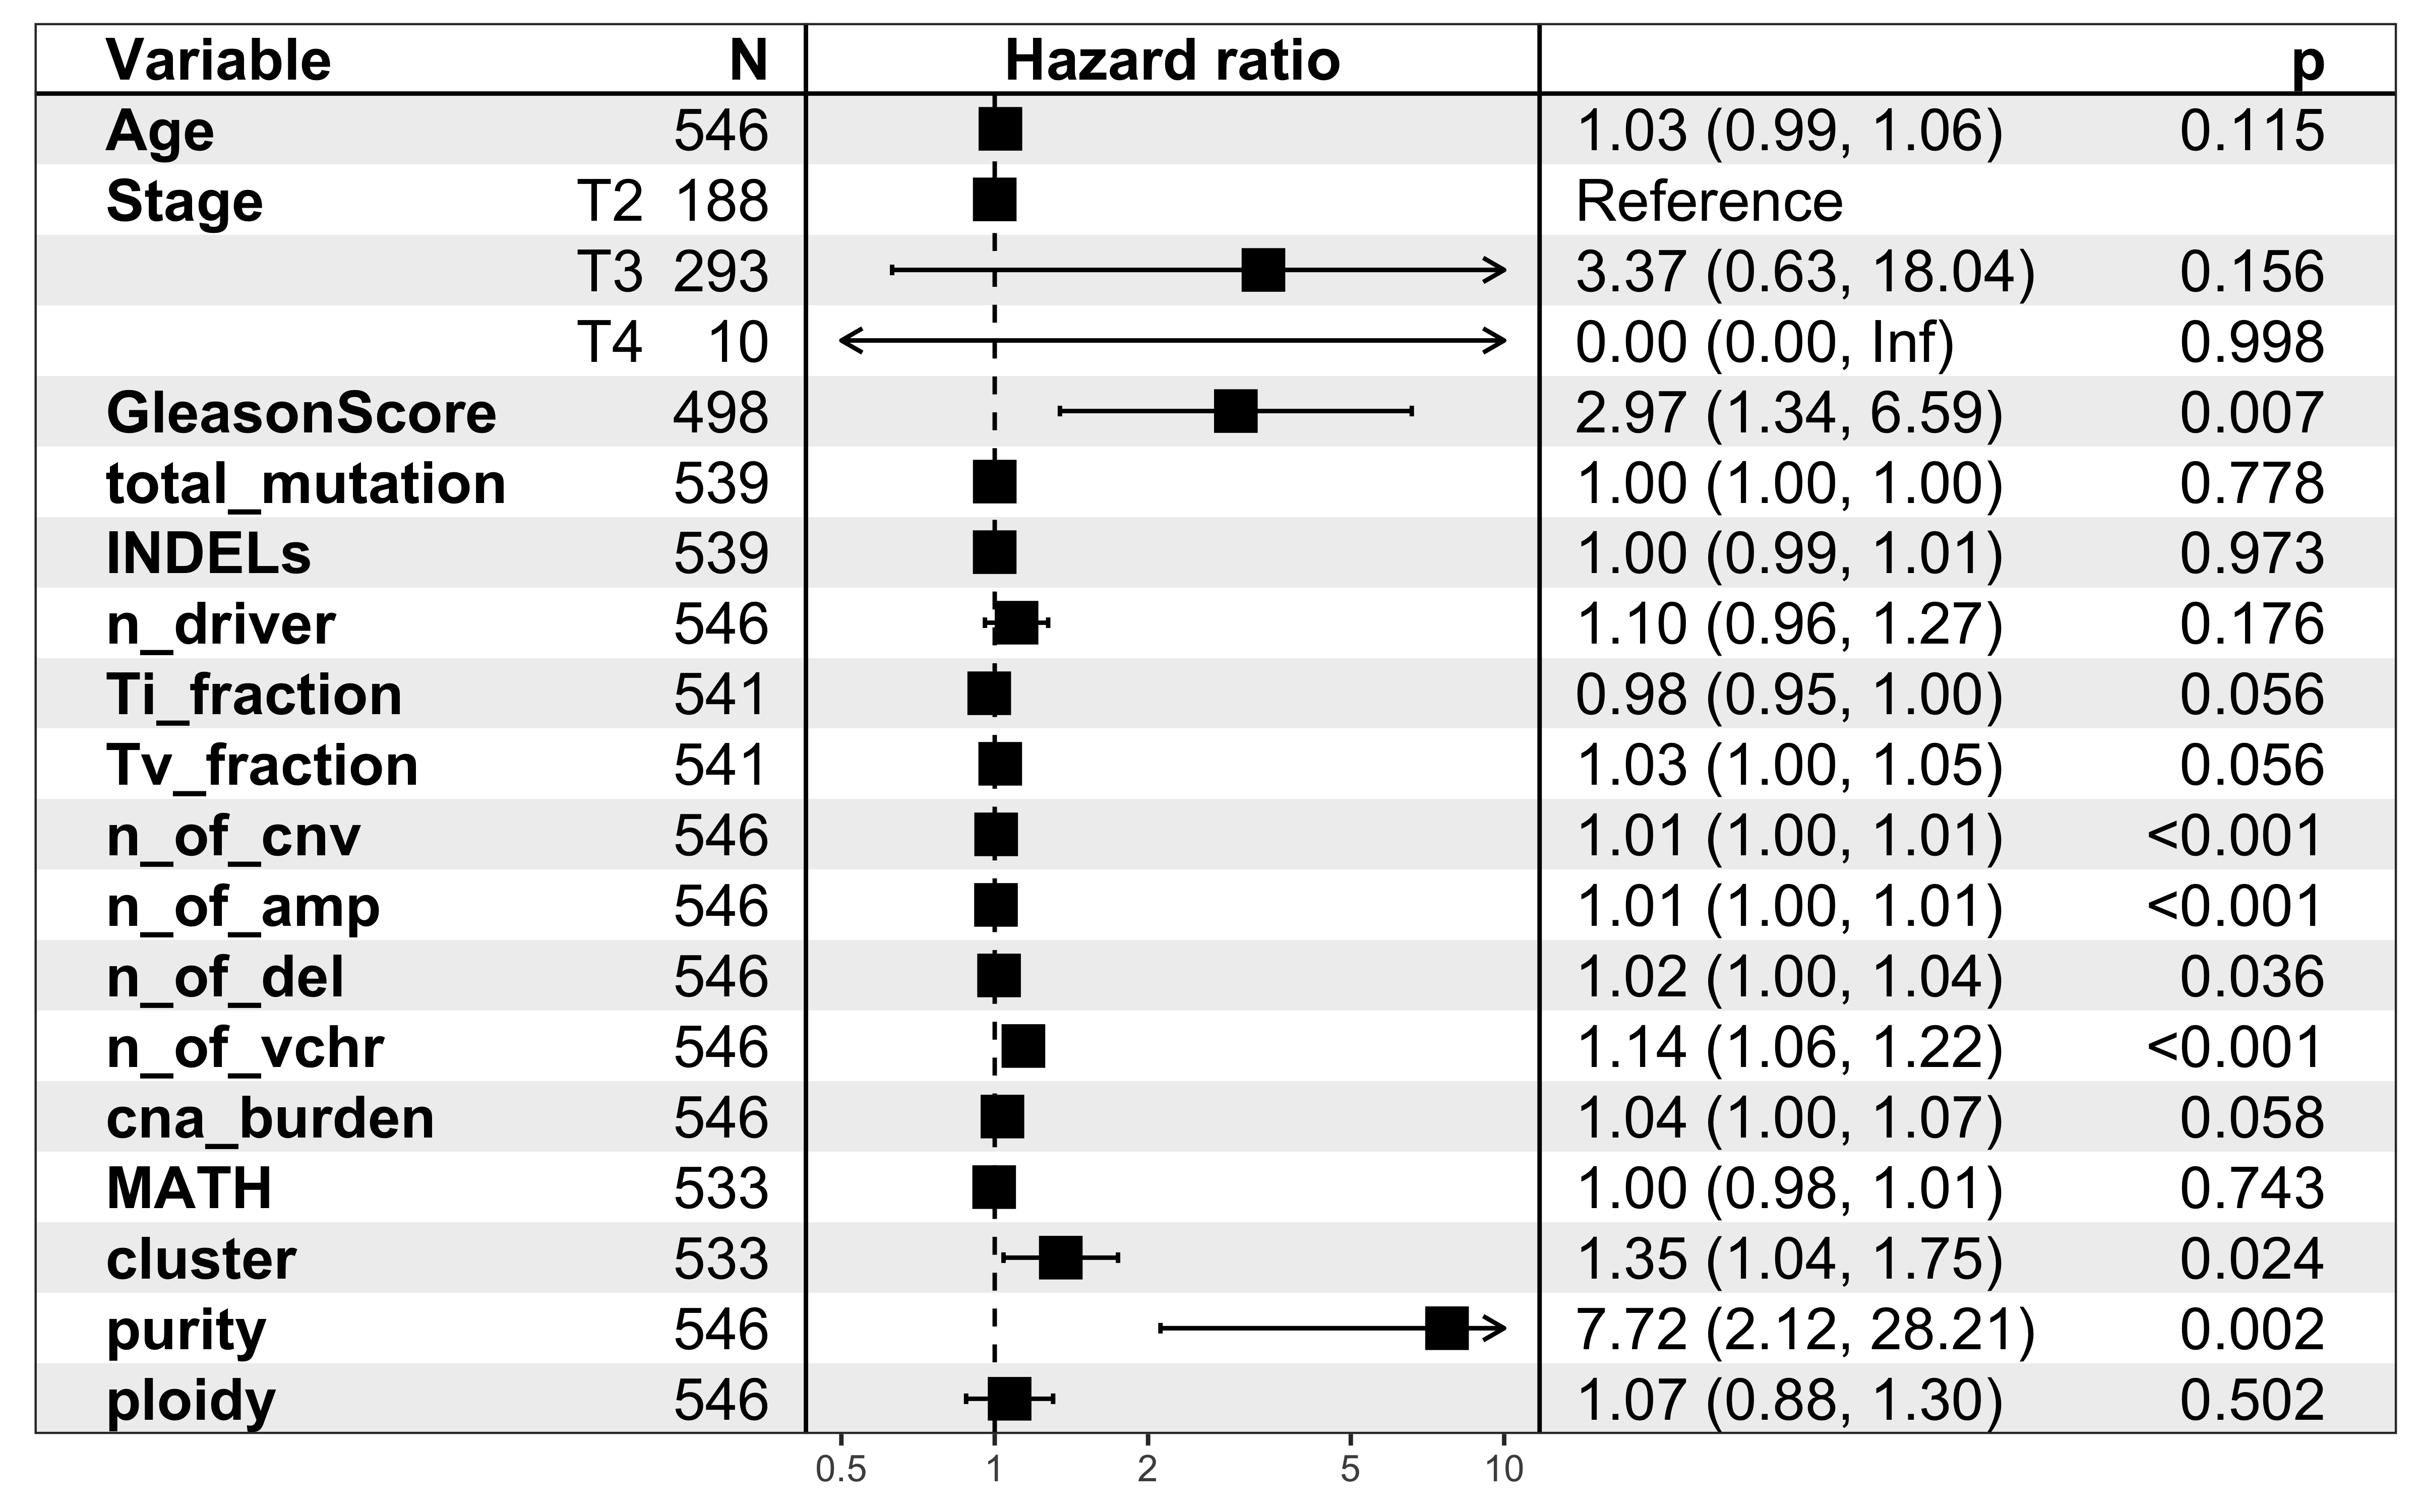 Variable N Hazard ratio p
Age 546 1.03 (0.99, 1.06) 0.115
Stage T2 188 Reference
T3 293 3.37 (0.63, 18.04) 0.156
T4 10 0.00 (0.00, Inf) 0.998
GleasonScore 498 2.97 (1.34, 6.59) 0.007
total_mutation 539 1.00 (1.00, 1.00) 0.778
INDELs 539 1.00 (0.99, 1.01) 0.973
n_driver 546 1.10 (0.96, 1.27) 0.176
Ti_fraction 541 0.98 (0.95, 1.00) 0.056
Tv_fraction 541 1.03 (1.00, 1.05) 0.056
n_of_cnv 546 1.01 (1.00, 1.01) <0.001
n_of_amp 546 1.01 (1.00, 1.01) <0.001
n_of_del 546 1.02 (1.00, 1.04) 0.036
n_of_vchr 546 1.14 (1.06, 1.22) <0.001
cna_burden 546 1.04 (1.00, 1.07) 0.058
MATH 533 1.00 (0.98, 1.01) 0.743
cluster 533 1.35 (1.04, 1.75) 0.024
purity 546 7.72 (2.12, 28.21) 0.002
ploidy 546 1.07 (0.88, 1.30) 0.502
0.5 1 2 5 10